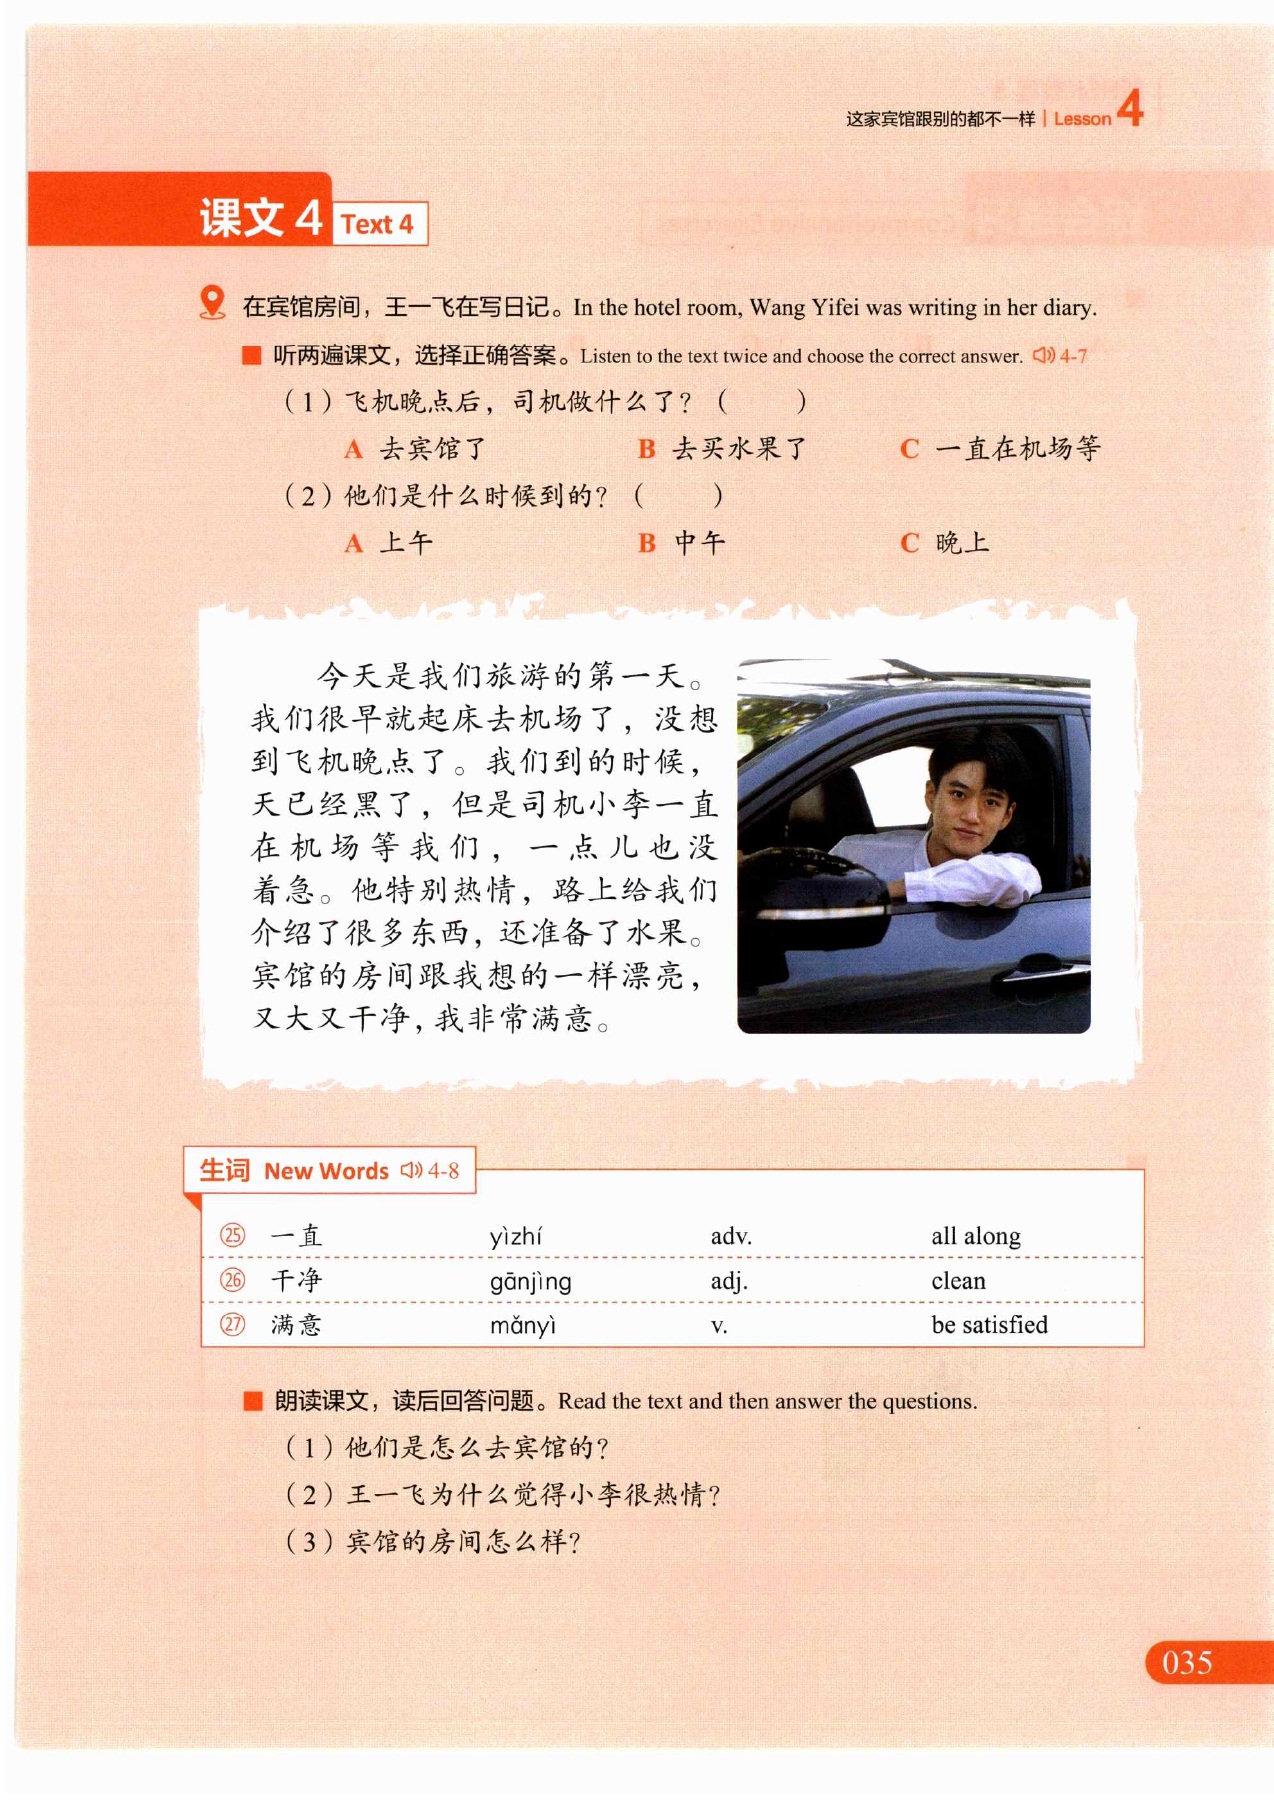 这家宾馆跟别的都不一样 | Lesson 4
课文 4 Text 4
在宾馆房间，王一飞在写日记。In the hotel room, Wang Yifei was writing in her diary.
■ 听两遍课文，选择正确答案。Listen to the text twice and choose the correct answer. 4-7
（1）飞机晚点后，司机做什么了？（  ）
A 去宾馆了 B 去买水果了 C 一直在机场等
（2）他们是什么时候到的？（  ）
A 上午 B 中午 C 晚上
今天是我们旅游的第一天。
我们很早就起床去机场了，没想
到飞机晚点了。我们到的时候，
天已经黑了，但是司机小李一直
在机场等我们，一点儿也没
着急。他特别热情，路上给我们
介绍了很多东西，还准备了水果。
宾馆的房间跟我想的一样漂亮，
又大又干净，我非常满意。
生词 New Words 4-8
㉕ 一直 yìzhí adv. all along
㉖ 干净 gānjìng adj. clean
㉗ 满意 mǎnyì v. be satisfied
■ 朗读课文，读后回答问题。Read the text and then answer the questions.
（1）他们是怎么去宾馆的？
（2）王一飞为什么觉得小李很热情？
（3）宾馆的房间怎么样？
035